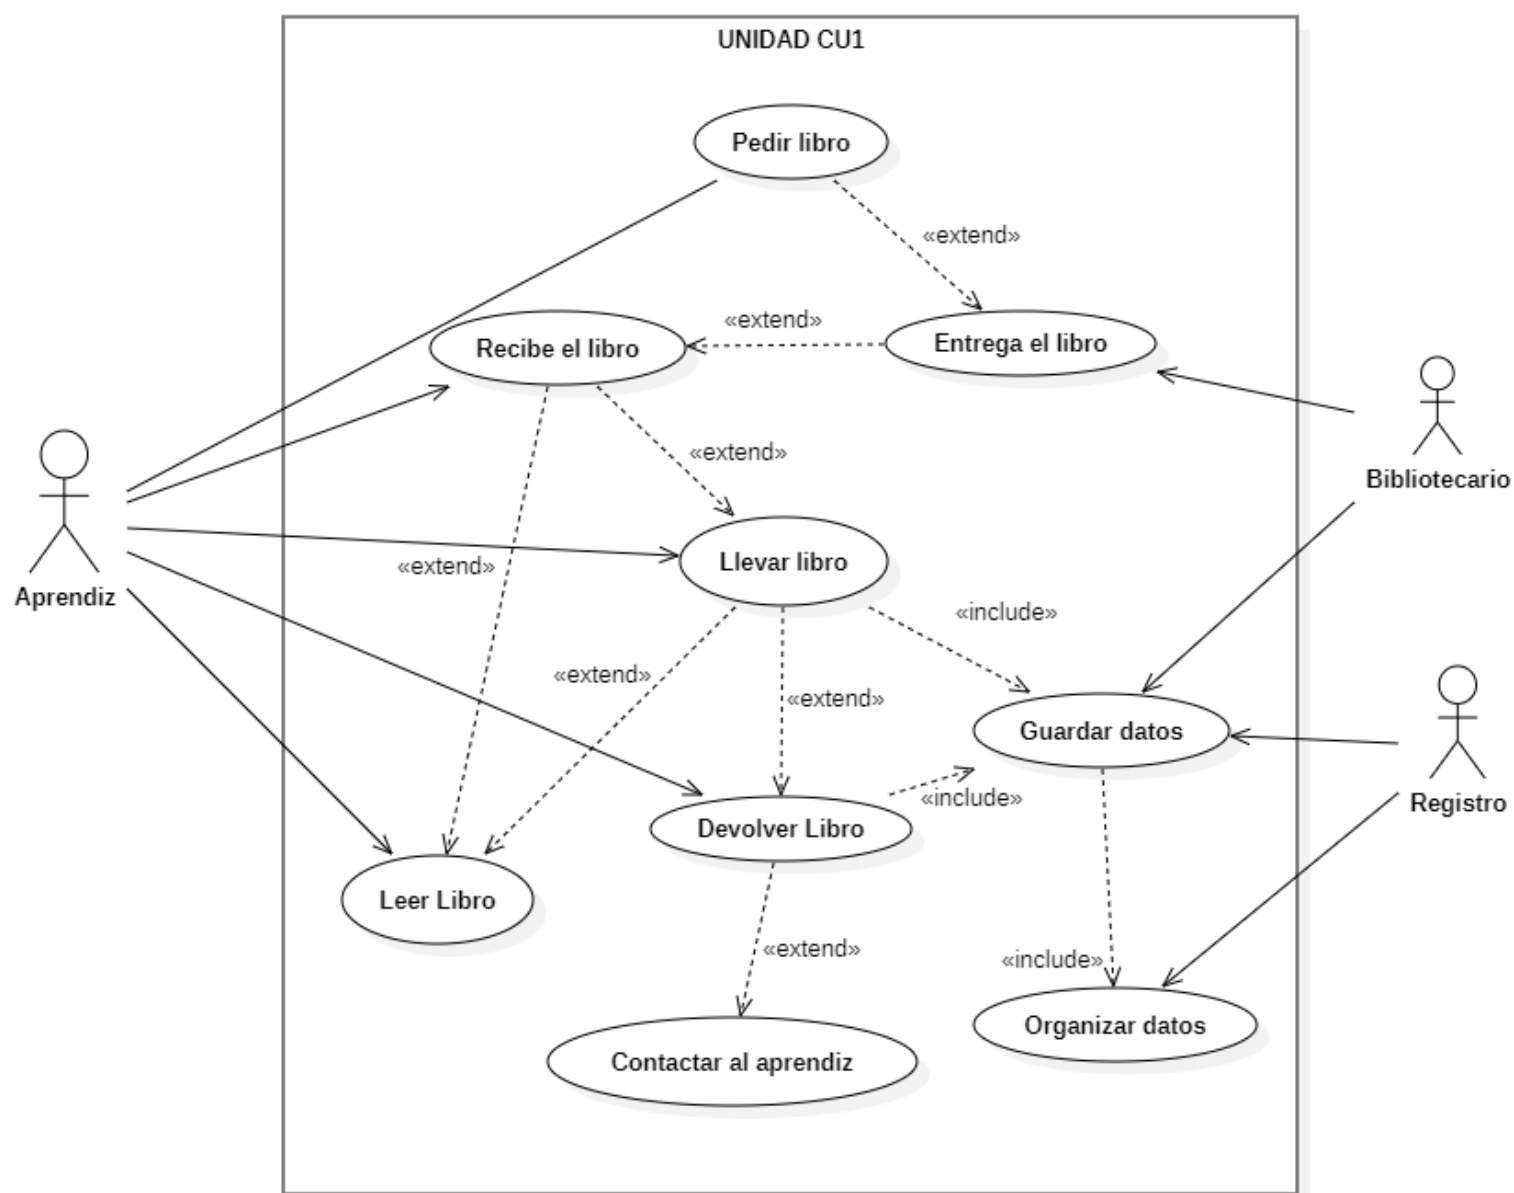 UNIDAD CU1
Pedir libro
«extend»
«extend»
Recibe el libro
Entrega el libro
«extend»
Bibliotecario
Llevar libro
«extend»
Aprendiz
«include»
«extend»
«extend»
Guardar datos
«include»
Registro
Devolver Libro
Leer Libro
«extend»
«include»
Organizar datos
Contactar al aprendiz